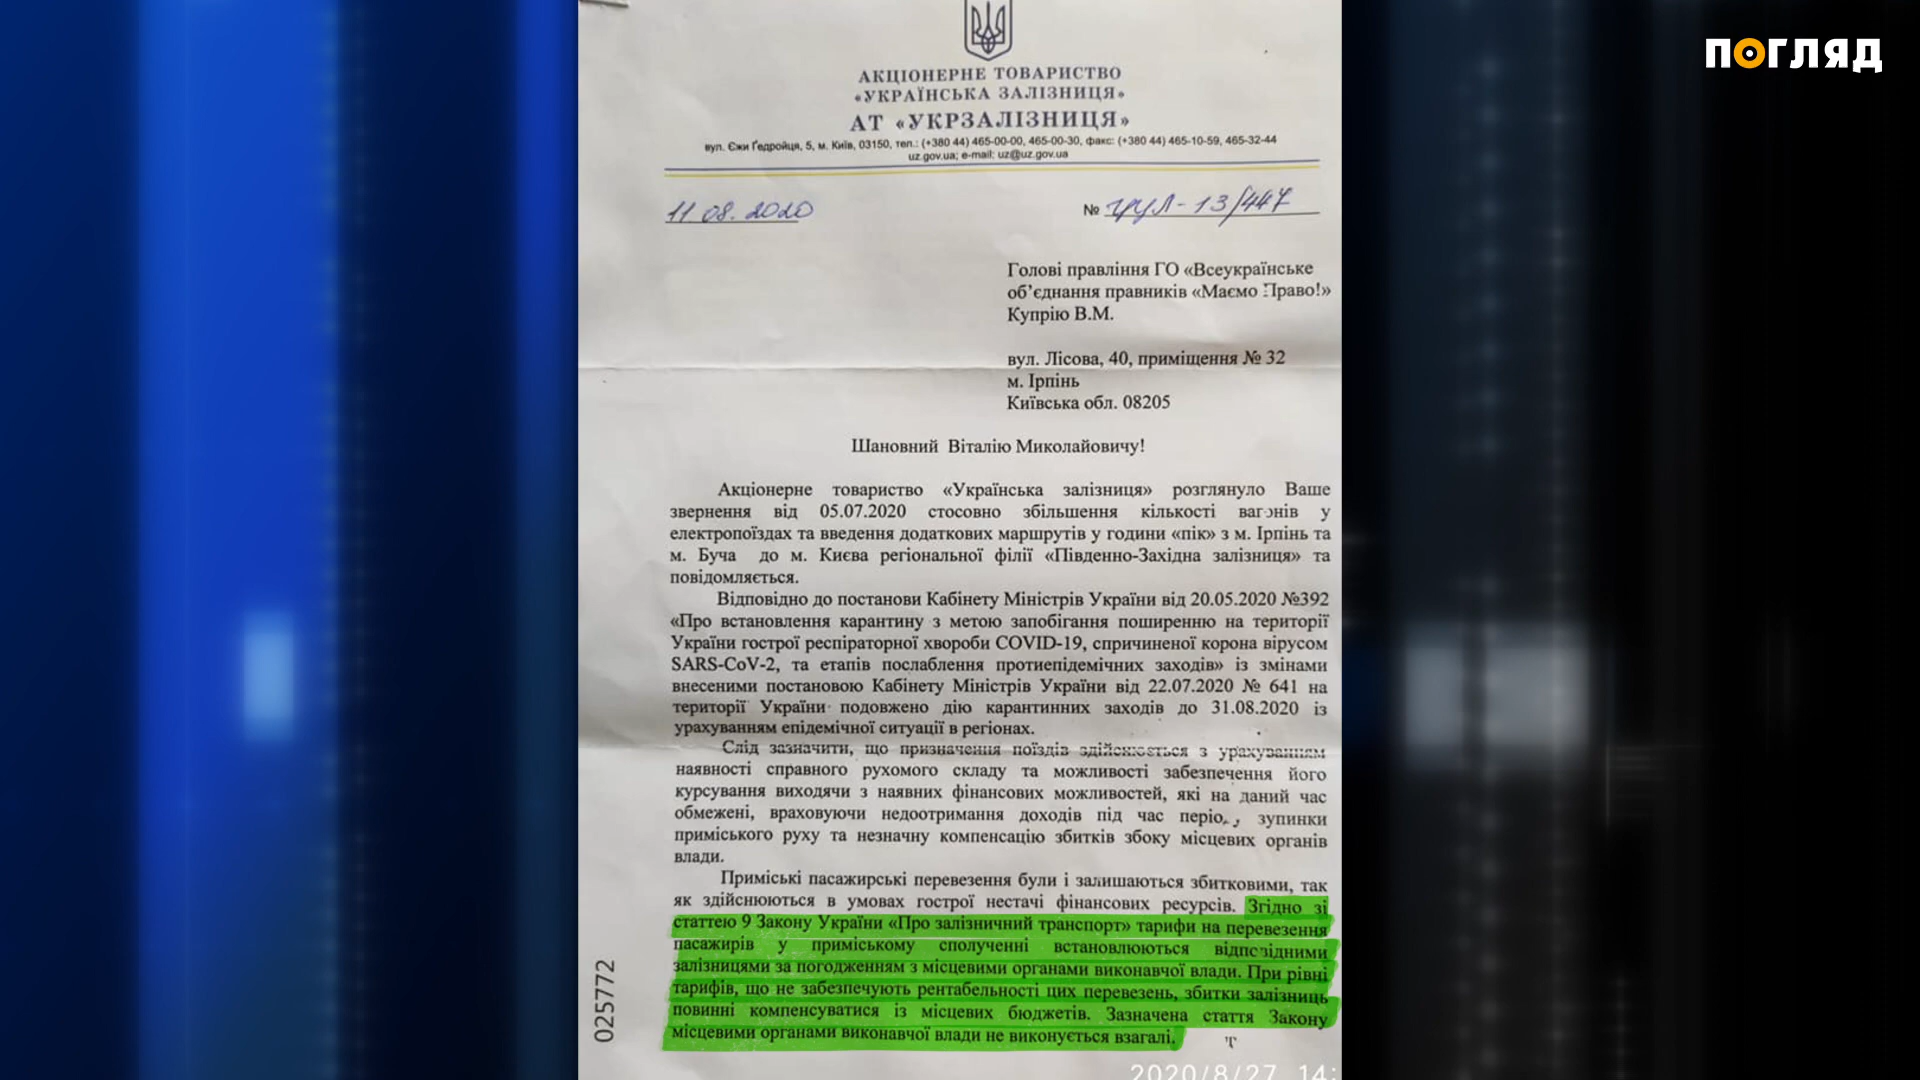 ПОГЛЯД
АКЦІОНЕРНЕ ТОВАРИСТВО
«УКРАЇНСЬКА ЗАЛІЗНИЦЯ»
АТ «УКРЗАЛІЗНИЦЯ»
вул. Єжи Ґедройця, 5, м. Київ, 03150, тел.: (+380 44) 465-00-00, 465-00-30, факс: (+380 44) 465-10-59, 465-32-44
uz.gov.ua; e-mail: uz@uz.gov.ua
11 08. 2020
№ ЦЦЛ-13/447
Голові правління ГО «Всеукраїнське
об’єднання правників «Маємо Право!»
Купрію В.М.
вул. Лісова, 40, приміщення № 32
м. Ірпінь
Київська обл. 08205
Шановний Віталію Миколайовичу!
Акціонерне товариство «Українська залізниця» розглянуло Ваше
звернення від 05.07.2020 стосовно збільшення кількості вагонів у
електропоїздах та введення додаткових маршрутів у години «пік» з м. Ірпінь та
м. Буча до м. Києва регіональної філії «Південно-Західна залізниця» та
повідомляється.
Відповідно до постанови Кабінету Міністрів України від 20.05.2020 №392
«Про встановлення карантину з метою запобігання поширенню на території
України гострої респіраторної хвороби COVID-19, спричиненої корона вірусом
SARS-CoV-2, та етапів послаблення протиепідемічних заходів» із змінами
внесеними постановою Кабінету Міністрів України від 22.07.2020 № 641 на
території України подовжено дію карантинних заходів до 31.08.2020 із
урахуванням епідемічної ситуації в регіонах.
Слід зазначити, що призначення поїздів здійснюється з урахуванням
наявності справного рухомого складу та можливості забезпечення його
курсування виходячи з наявних фінансових можливостей, які на даний час
обмежені, враховуючи недоотримання доходів під час зупинки
приміського руху та незначну компенсацію збитків збоку місцевих органів
влади.
Приміські пасажирські перевезення були і залишаються збитковими, так
як здійснюються в умовах гострої нестачі фінансових ресурсів. Згідно зі
статтею 9 Закону України «Про залізничний транспорт» тарифи на перевезення
пасажирів у приміському сполученні встановлюються відповідними
залізницями за погодженням з місцевими органами виконавчої влади. При рівні
тарифів, що не забезпечують рентабельності цих перевезень, збитки залізниць
повинні компенсуватися із місцевих бюджетів. Зазначена стаття Закону
місцевими органами виконавчої влади не виконується взагалі.
025772
2020/8/27 14: